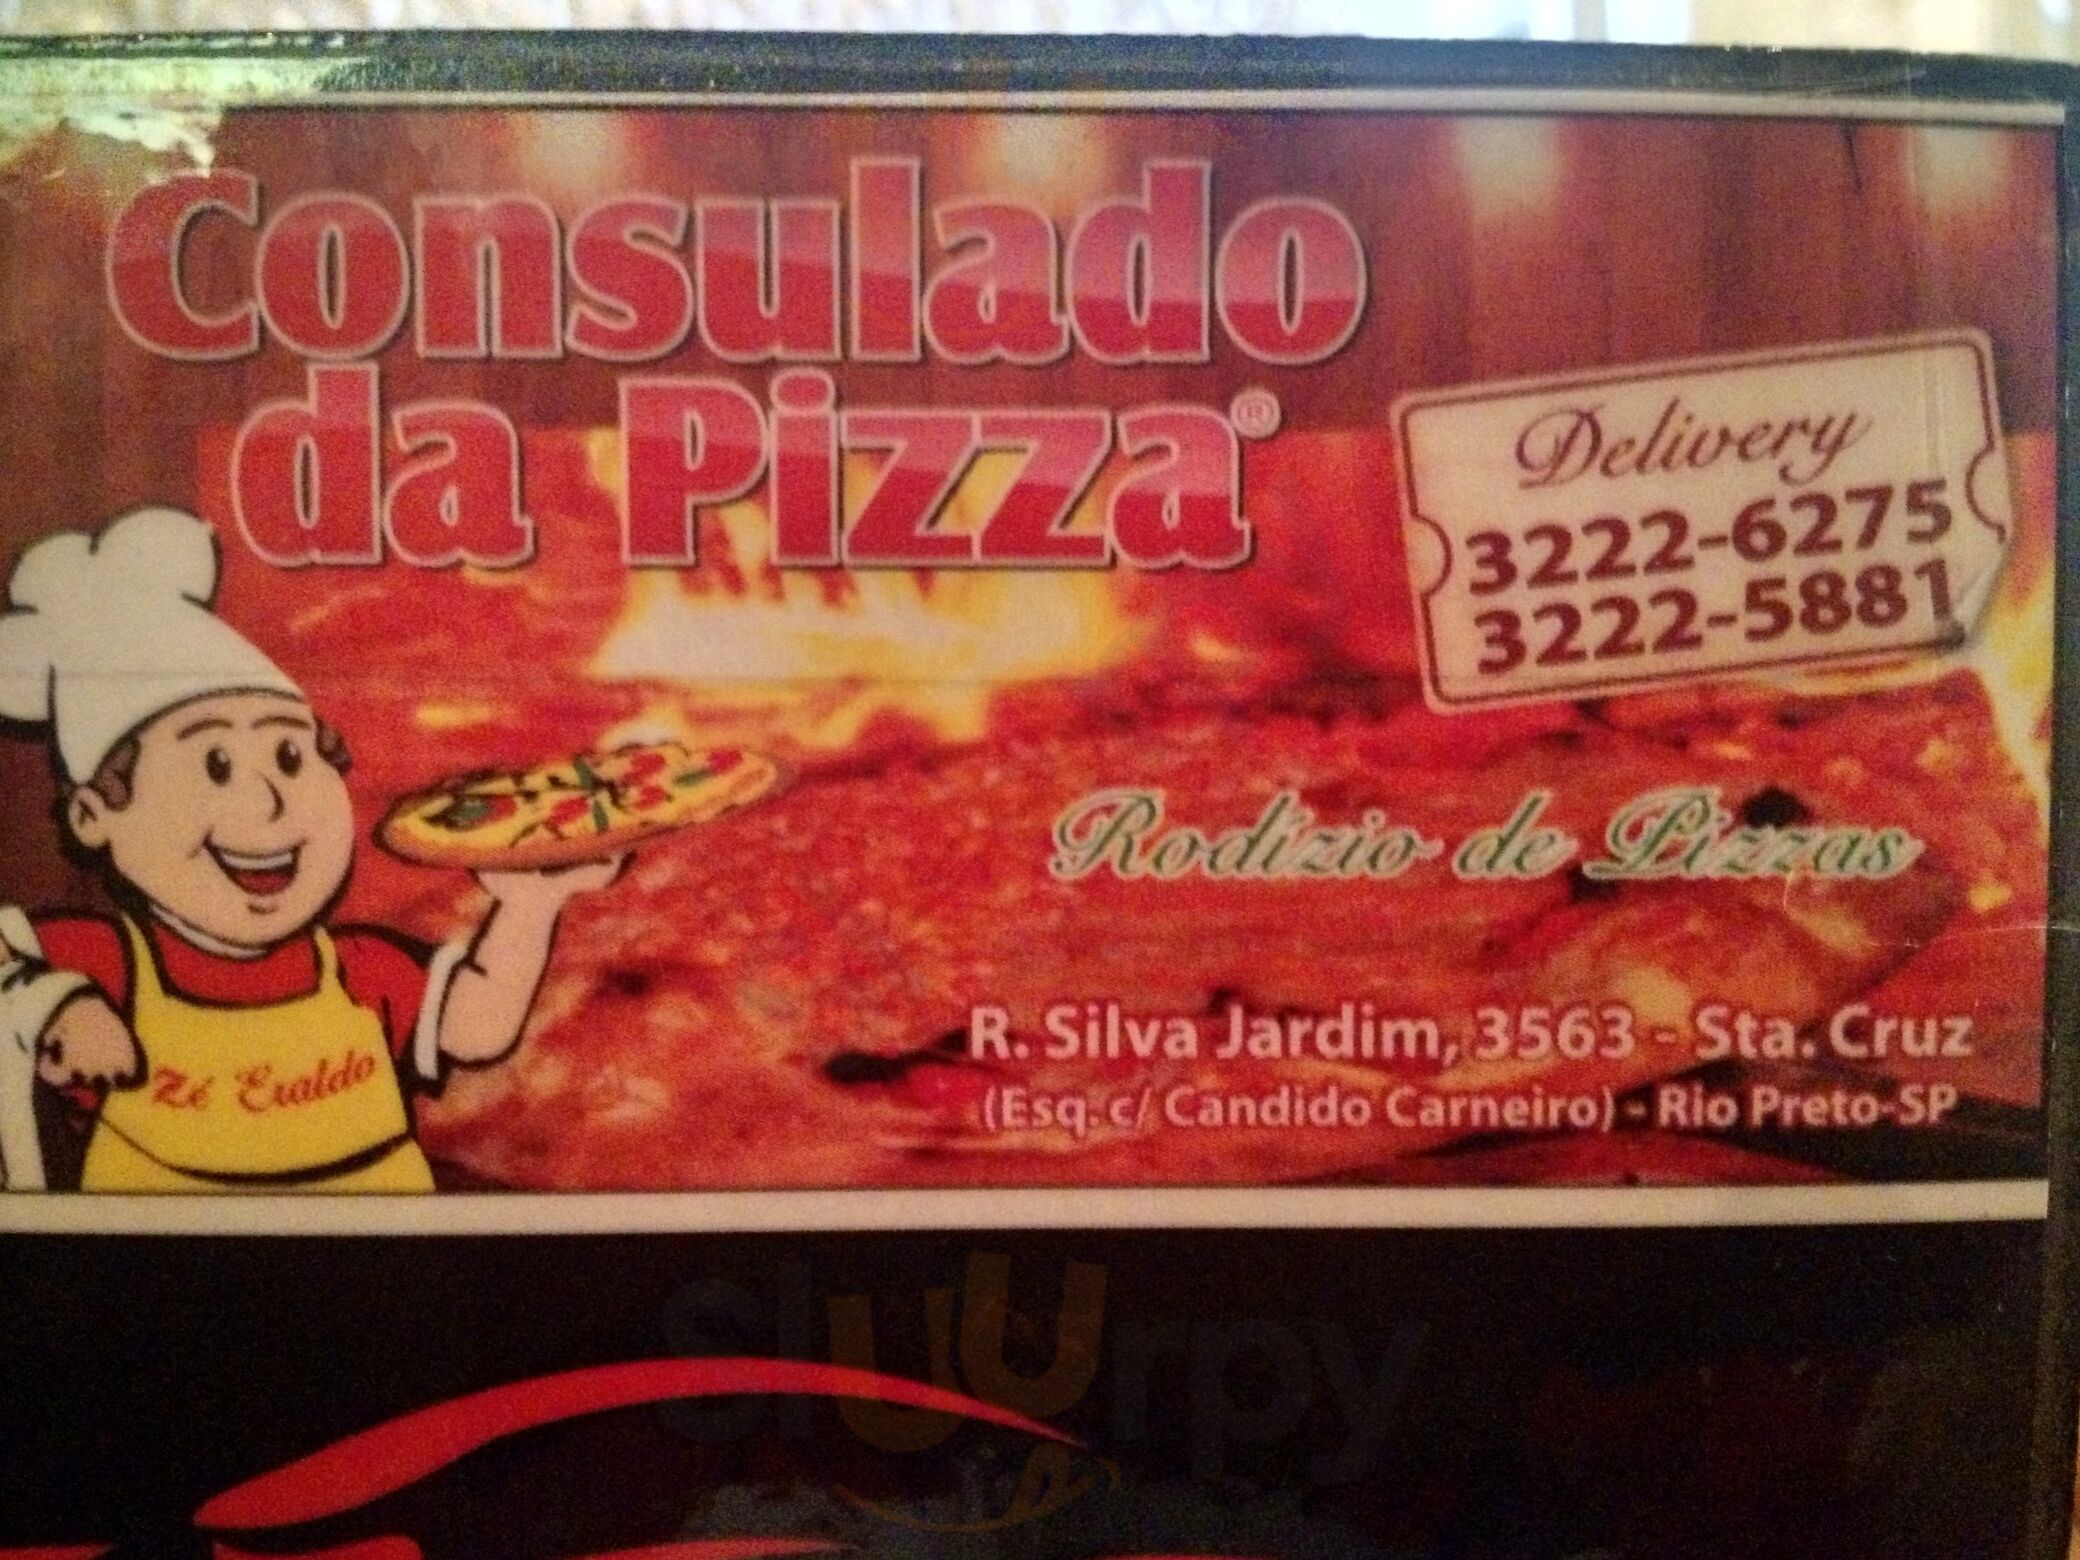 Consulado
da Pizza®
Delivery
3222-6275
3222-5881
Rodízio de Pizzas
Zé Eraldo
R. Silva Jardim, 3563 - Sta. Cruz
(Esq. c/ Candido Carneiro) - Rio Preto-SP
sluurpy